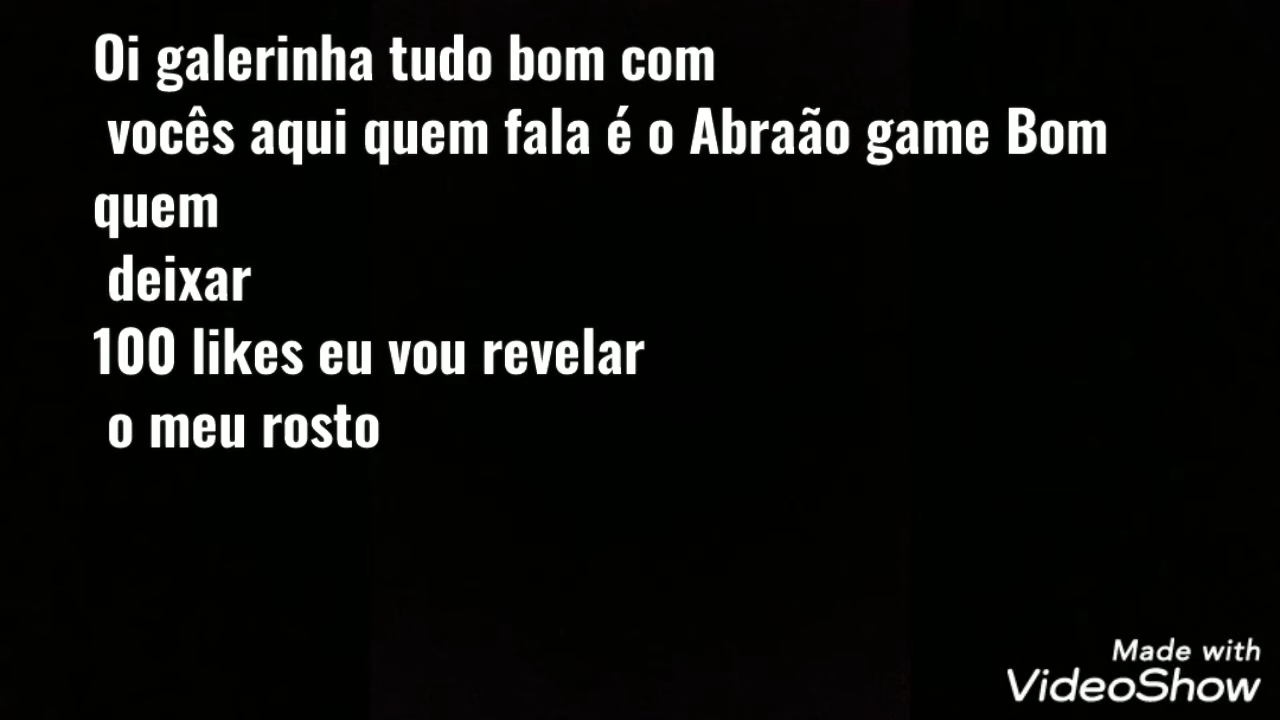 Oi galerinha tudo bom com
vocês aqui quem fala é o Abraão game Bom
quem
deixar
100 likes eu vou revelar
o meu rosto
Made with
VideoShow